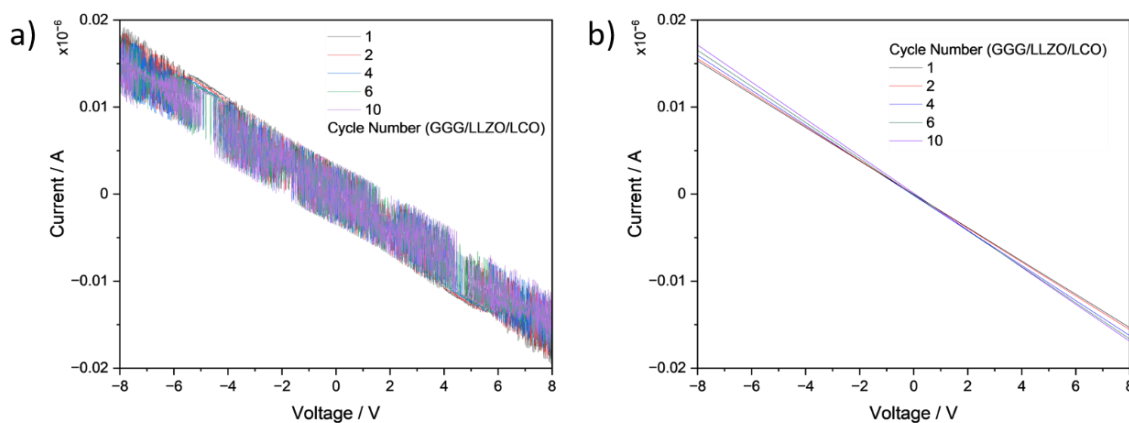 a)
x10⁻⁶
0.02
0.01
0
−0.01
−0.02
Current / A
1
2
4
6
10
Cycle Number (GGG/LLZO/LCO)
−8 −6 −4 −2 0 2 4 6 8
Voltage / V
b)
x10⁻⁶
0.02
0.01
0
−0.01
−0.02
Current / A
Cycle Number (GGG/LLZO/LCO)
1
2
4
6
10
−8 −6 −4 −2 0 2 4 6 8
Voltage / V